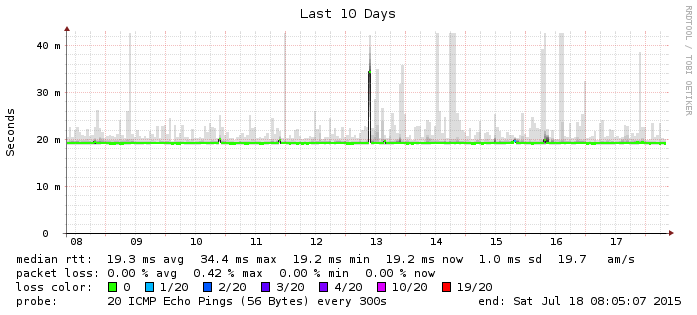 Last 10 Days
RRDTOOL / TOBI OETIKER
Seconds
40 m
30 m
20 m
10 m
0
08 09 10 11 12 13 14 15 16 17
median rtt: 19.3 ms avg 34.4 ms max 19.2 ms min 19.2 ms now 1.0 ms sd 19.7 am/s
packet loss: 0.00 % avg 0.42 % max 0.00 % min 0.00 % now
loss color: 0 1/20 2/20 3/20 4/20 10/20 19/20
probe: 20 ICMP Echo Pings (56 Bytes) every 300s end: Sat Jul 18 08:05:07 2015